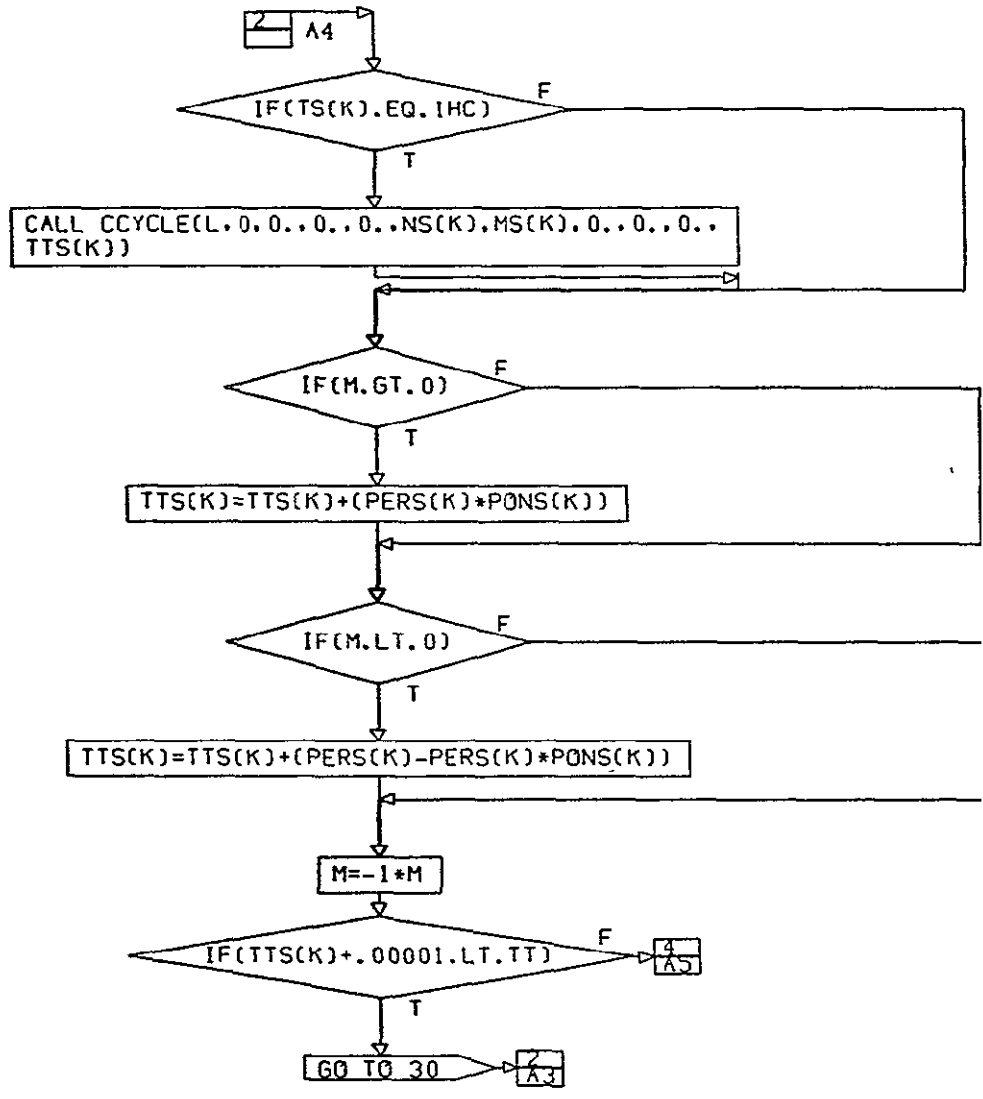 2
A4
IF(TS(K).EQ.1HC)
F
T
CALL CCYCLE(L,0,0.,0.,0.,NS(K),MS(K),0.,0.,0.,
TTS(K))
IF(M.GT.0)
F
T
TTS(K)=TTS(K)+(PERS(K)*PONS(K))
IF(M.LT.0)
F
T
TTS(K)=TTS(K)+(PERS(K)-PERS(K)*PONS(K))
M=-1*M
IF(TTS(K)+.00001.LT.TT)
F
4
A5
T
GO TO 30
2
A3